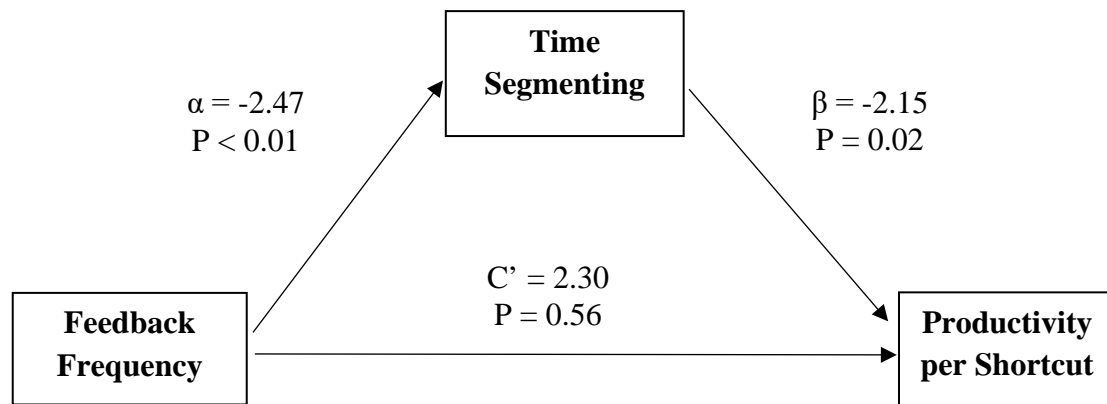 Time
Segmenting
α = -2.47
P < 0.01
β = -2.15
P = 0.02
C’ = 2.30
P = 0.56
Feedback
Frequency
Productivity
per Shortcut